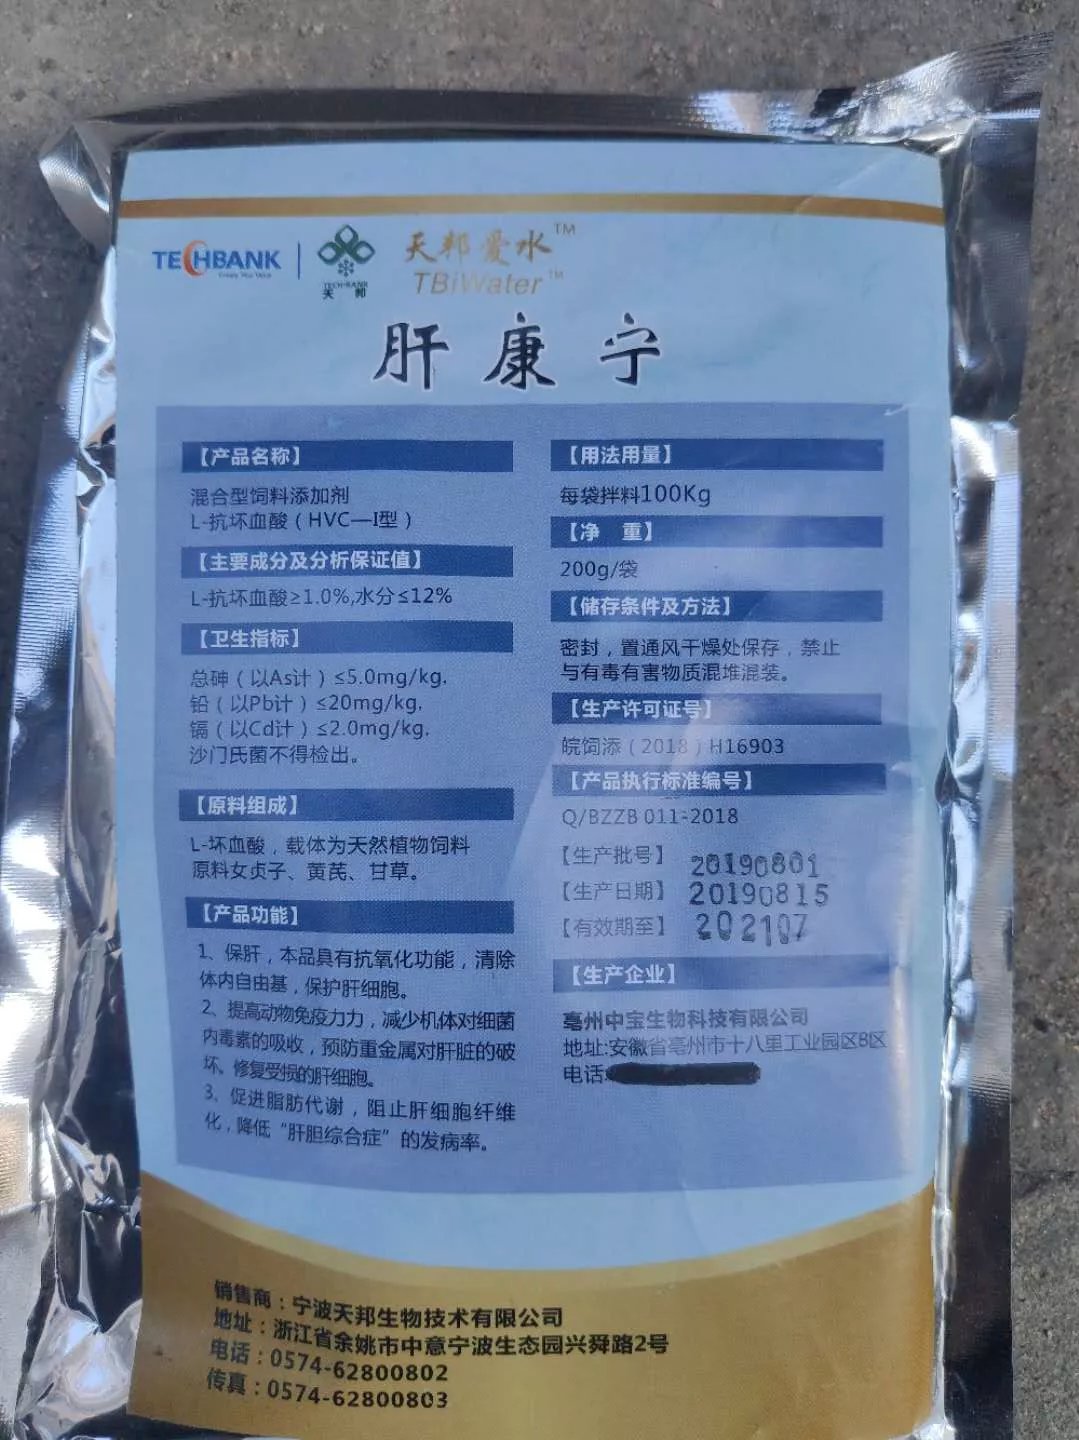 TECHBANK
TECH-BANK
天邦
天邦爱水™
TBiWater™
肝康宁
【产品名称】
混合型饲料添加剂
L-抗坏血酸（HVC—I型）
【主要成分及分析保证值】
L-抗坏血酸≥1.0%,水分≤12%
【卫生指标】
总砷（以As计）≤5.0mg/kg.
铅（以Pb计）≤20mg/kg.
镉（以Cd计）≤2.0mg/kg.
沙门氏菌不得检出。
【原料组成】
L-坏血酸，载体为天然植物饲料
原料女贞子、黄芪、甘草。
【产品功能】
1、保肝，本品具有抗氧化功能，清除
体内自由基，保护肝细胞。
2、提高动物免疫力力，减少机体对细菌
内毒素的吸收，预防重金属对肝脏的破
坏、修复受损的肝细胞。
3、促进脂肪代谢，阻止肝细胞纤维
化，降低“肝胆综合症”的发病率。
【用法用量】
每袋拌料100Kg
【净 重】
200g/袋
【储存条件及方法】
密封，置通风干燥处保存，禁止
与有毒有害物质混堆混装。
【生产许可证号】
皖饲添（2018）H16903
【产品执行标准编号】
Q/BZZB 011-2018
【生产批号】 20190801
【生产日期】 20190815
【有效期至】 202107
【生产企业】
亳州中宝生物科技有限公司
地址:安徽省亳州市十八里工业园区B区
电话:
销售商：宁波天邦生物技术有限公司
地址：浙江省余姚市中意宁波生态园兴舜路2号
电话：0574-62800802
传真：0574-62800803